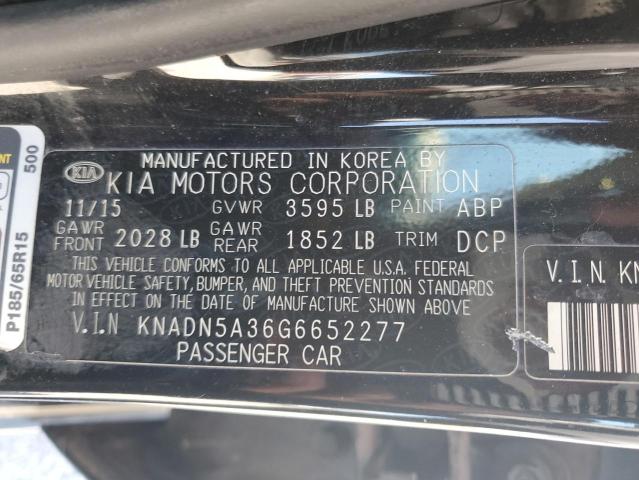 MANUFACTURED IN KOREA BY
KIA KIA MOTORS CORPORATION
11/15 GVWR 3595 LB PAINT ABP
GAWR FRONT 2028 LB GAWR REAR 1852 LB TRIM DCP
THIS VEHICLE CONFORMS TO ALL APPLICABLE U.S.A. FEDERAL
MOTOR VEHICLE SAFETY, BUMPER, AND THEFT PREVENTION STANDARDS
IN EFFECT ON THE DATE OF MANUFACTURE SHOWN ABOVE
V.I.N KNADN5A36G6652277
PASSENGER CAR
P185/65R15
500
V.I.N. KN